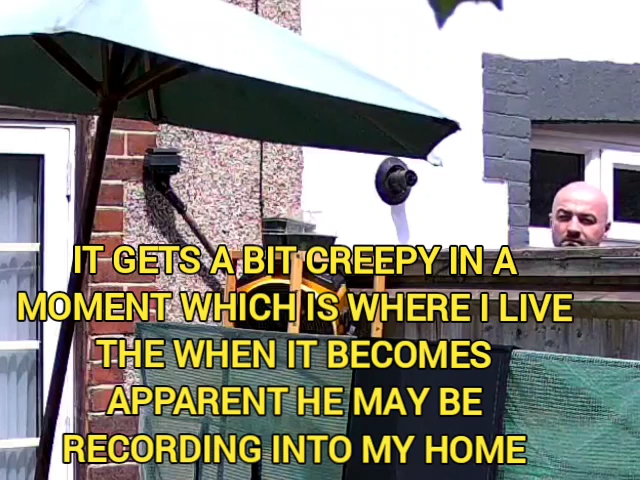 IT GETS A BIT CREEPY IN A
MOMENT WHICH IS WHERE I LIVE
THE WHEN IT BECOMES
APPARENT HE MAY BE
RECORDING INTO MY HOME